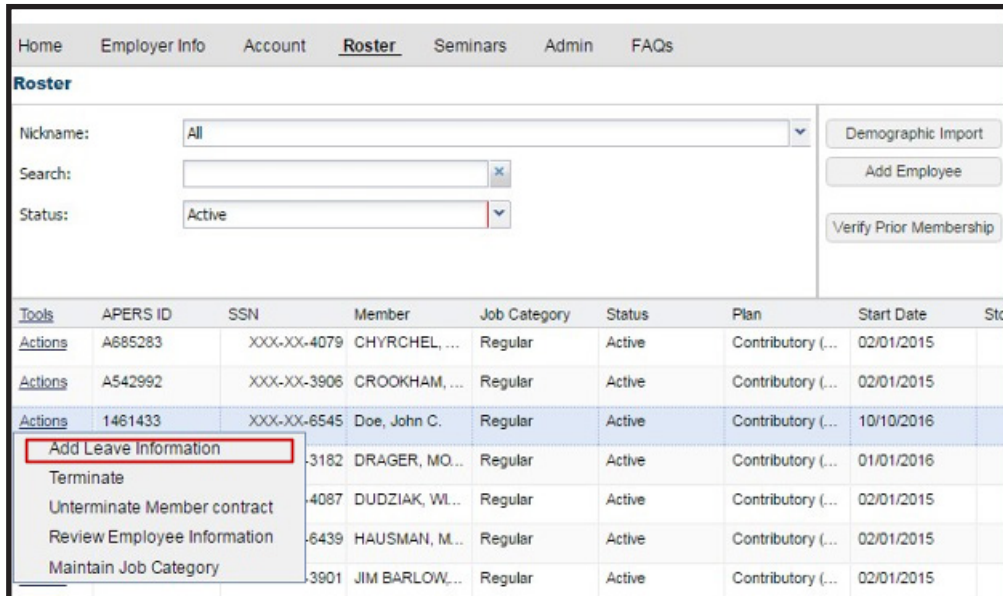 Home Employer Info Account Roster Seminars Admin FAQs
Roster
Nickname: All Demographic Import
Search: Add Employee
Status: Active Verify Prior Membership
Tools APERS ID SSN Member Job Category Status Plan Start Date Sto
Actions A685283 XXX-XX-4079 CHYRCHEL, ... Regular Active Contributory (... 02/01/2015
Actions A542992 XXX-XX-3906 CROOKHAM, ... Regular Active Contributory (... 02/01/2015
Actions 1461433 XXX-XX-6545 Doe, John C. Regular Active Contributory (... 10/10/2016
Add Leave Information
-3182 DRAGER, MO... Regular Active Contributory (... 01/01/2016
Terminate
Unterminate Member contract -4087 DUDZIAK, WI... Regular Active Contributory (... 02/01/2015
Review Employee Information -6439 HAUSMAN, M... Regular Active Contributory (... 02/01/2015
Maintain Job Category -3901 JIM BARLOW,... Regular Active Contributory (... 02/01/2015